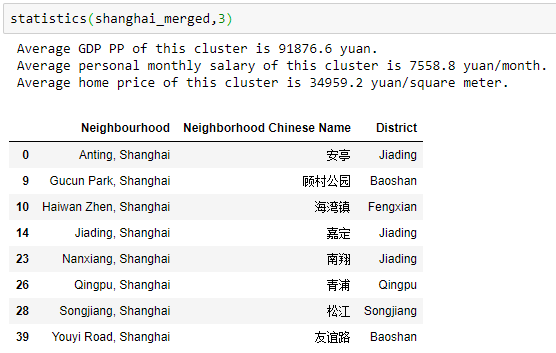 statistics(shanghai_merged,3)
Average GDP PP of this cluster is 91876.6 yuan.
Average personal monthly salary of this cluster is 7558.8 yuan/month.
Average home price of this cluster is 34959.2 yuan/square meter.
Neighbourhood Neighborhood Chinese Name District
0 Anting, Shanghai 安亭 Jiading
9 Gucun Park, Shanghai 顾村公园 Baoshan
10 Haiwan Zhen, Shanghai 海湾镇 Fengxian
14 Jiading, Shanghai 嘉定 Jiading
23 Nanxiang, Shanghai 南翔 Jiading
26 Qingpu, Shanghai 青浦 Qingpu
28 Songjiang, Shanghai 松江 Songjiang
39 Youyi Road, Shanghai 友谊路 Baoshan